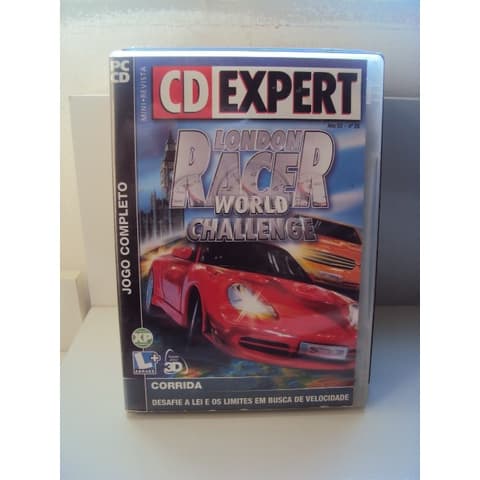 PC
CD
MINI-REVISTA
JOGO COMPLETO
CD EXPERT
LONDON
RACER
WORLD
CHALLENGE
XP
L+
3D
CORRIDA
DESAFIE A LEI E OS LIMITES EM BUSCA DE VELOCIDADE